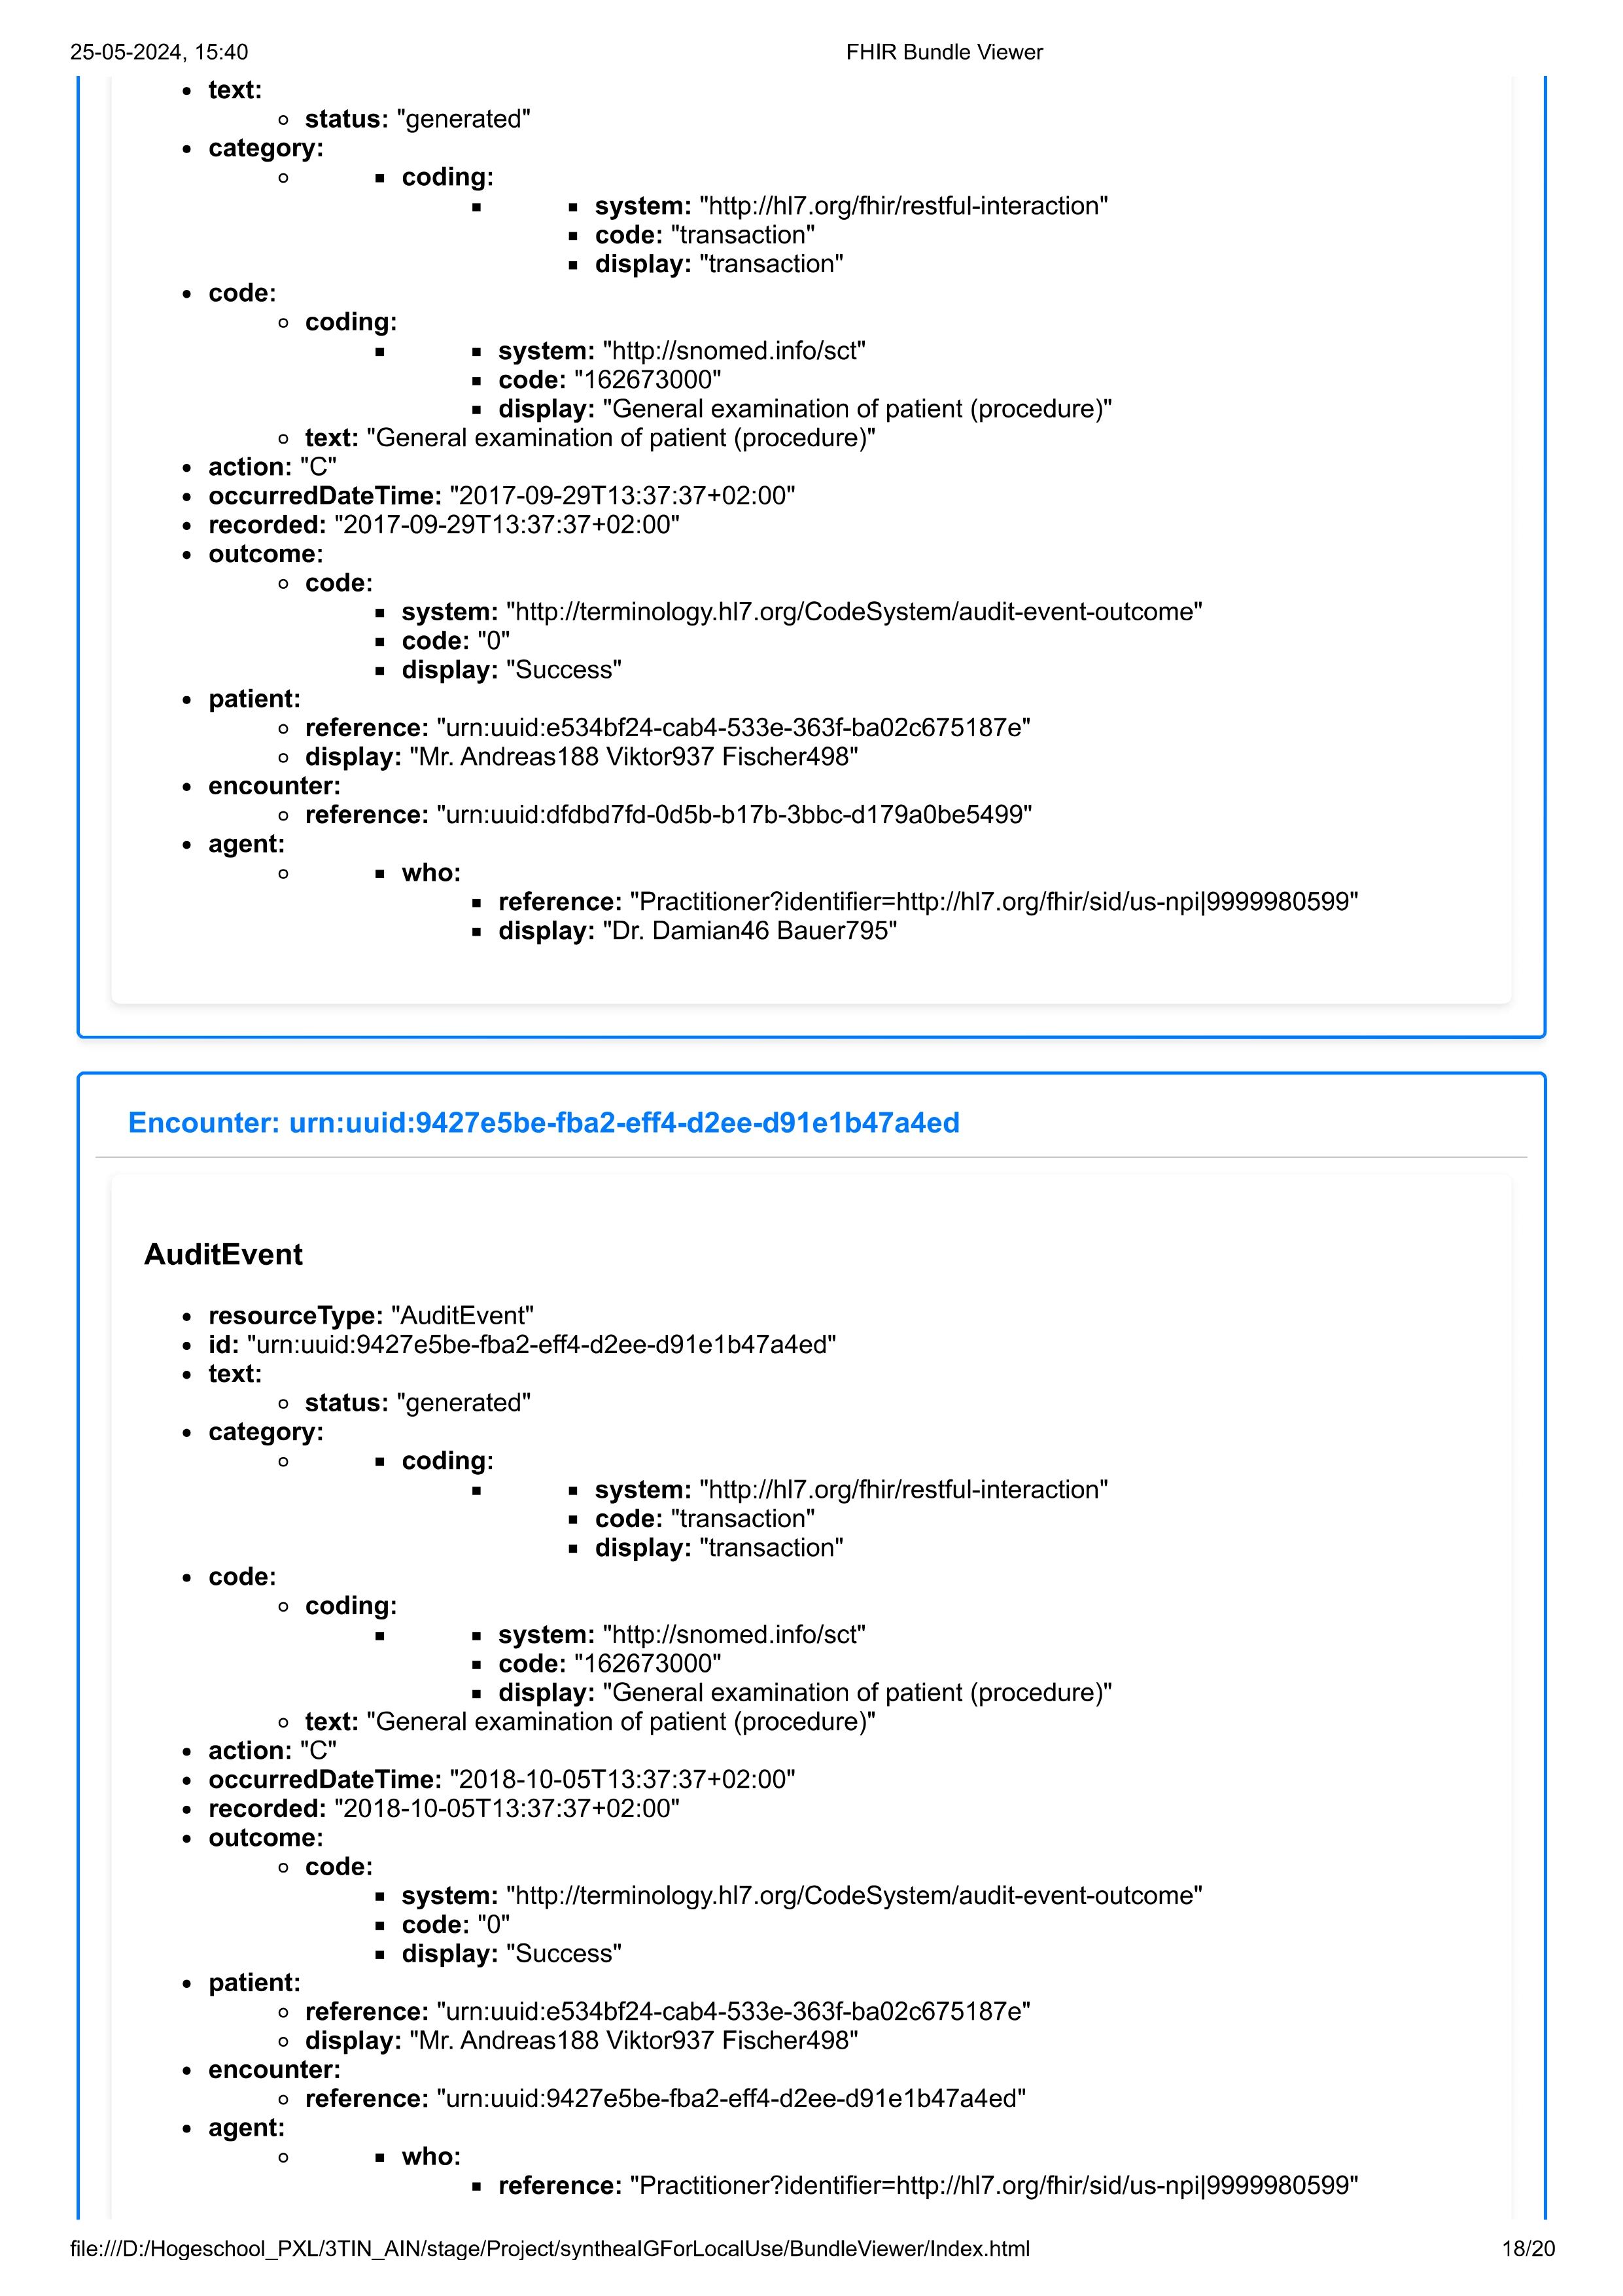 25-05-2024, 15:40 FHIR Bundle Viewer
text:
status: "generated"
category:
coding:
system: "http://hl7.org/fhir/restful-interaction"
code: "transaction"
display: "transaction"
code:
coding:
system: "http://snomed.info/sct"
code: "162673000"
display: "General examination of patient (procedure)"
text: "General examination of patient (procedure)"
action: "C"
occurredDateTime: "2017-09-29T13:37:37+02:00"
recorded: "2017-09-29T13:37:37+02:00"
outcome:
code:
system: "http://terminology.hl7.org/CodeSystem/audit-event-outcome"
code: "0"
display: "Success"
patient:
reference: "urn:uuid:e534bf24-cab4-533e-363f-ba02c675187e"
display: "Mr. Andreas188 Viktor937 Fischer498"
encounter:
reference: "urn:uuid:dfdbd7fd-0d5b-b17b-3bbc-d179a0be5499"
agent:
who:
reference: "Practitioner?identifier=http://hl7.org/fhir/sid/us-npi|9999980599"
display: "Dr. Damian46 Bauer795"
Encounter: urn:uuid:9427e5be-fba2-eff4-d2ee-d91e1b47a4ed
AuditEvent
resourceType: "AuditEvent"
id: "urn:uuid:9427e5be-fba2-eff4-d2ee-d91e1b47a4ed"
text:
status: "generated"
category:
coding:
system: "http://hl7.org/fhir/restful-interaction"
code: "transaction"
display: "transaction"
code:
coding:
system: "http://snomed.info/sct"
code: "162673000"
display: "General examination of patient (procedure)"
text: "General examination of patient (procedure)"
action: "C"
occurredDateTime: "2018-10-05T13:37:37+02:00"
recorded: "2018-10-05T13:37:37+02:00"
outcome:
code:
system: "http://terminology.hl7.org/CodeSystem/audit-event-outcome"
code: "0"
display: "Success"
patient:
reference: "urn:uuid:e534bf24-cab4-533e-363f-ba02c675187e"
display: "Mr. Andreas188 Viktor937 Fischer498"
encounter:
reference: "urn:uuid:9427e5be-fba2-eff4-d2ee-d91e1b47a4ed"
agent:
who:
reference: "Practitioner?identifier=http://hl7.org/fhir/sid/us-npi|9999980599"
file:///D:/Hogeschool_PXL/3TIN_AIN/stage/Project/syntheaIGForLocalUse/BundleViewer/Index.html 18/20